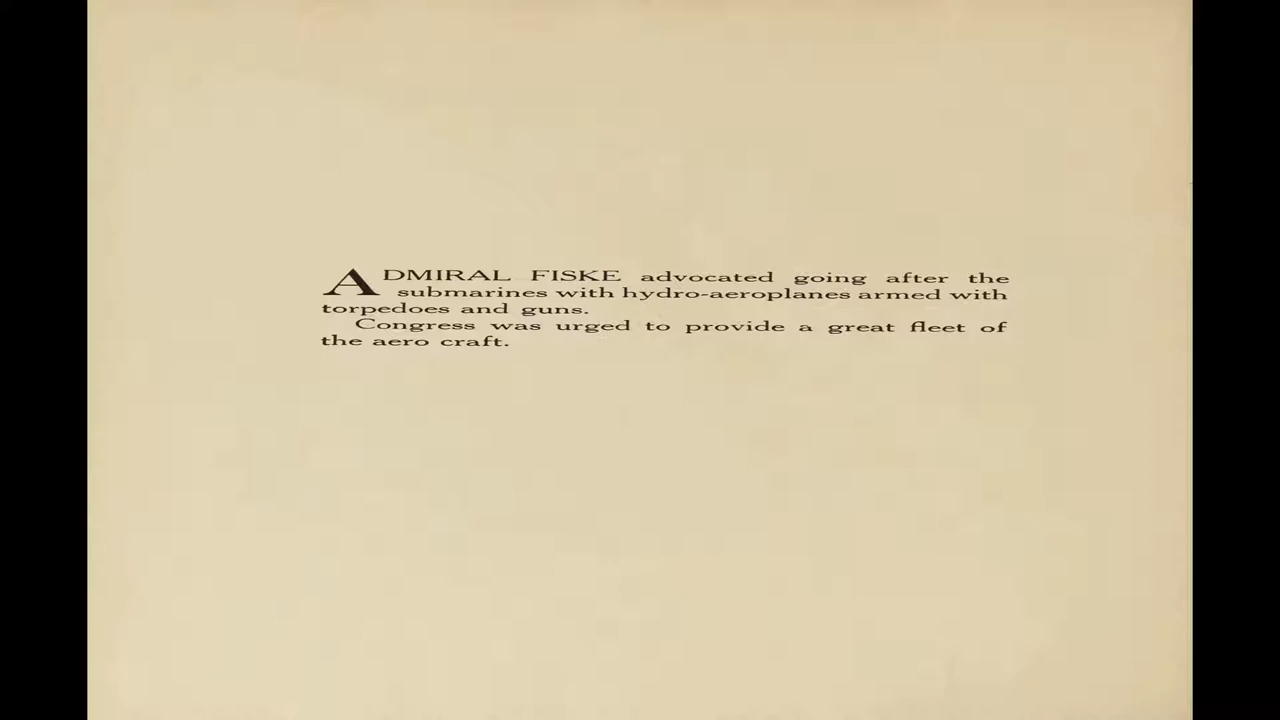 ADMIRAL FISKE advocated going after the
submarines with hydro-aeroplanes armed with
torpedoes and guns.
Congress was urged to provide a great fleet of
the aero craft.